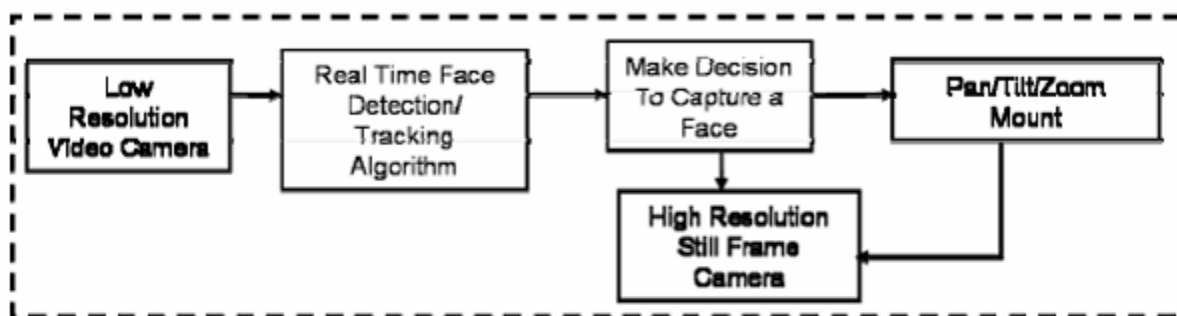 Low
Resolution
Video Camera
Real Time Face
Detection/
Tracking
Algorithm
Make Decision
To Capture a
Face
Pan/Tilt/Zoom
Mount
High Resolution
Still Frame
Camera